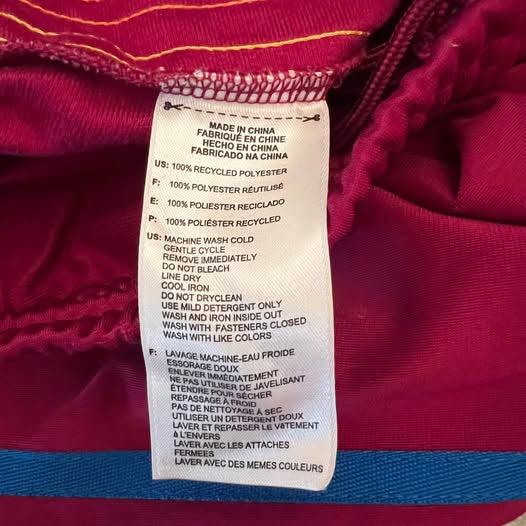 MADE IN CHINA
FABRIQUÉ EN CHINE
HECHO EN CHINA
FABRICADO NA CHINA
US: 100% RECYCLED POLYESTER
F: 100% POLYESTER RÉUTILISÉ
E: 100% POLIESTER RECICLADO
P: 100% POLIÉSTER RECYCLED
US: MACHINE WASH COLD
GENTLE CYCLE
REMOVE IMMEDIATELY
DO NOT BLEACH
LINE DRY
COOL IRON
DO NOT DRYCLEAN
USE MILD DETERGENT ONLY
WASH AND IRON INSIDE OUT
WASH WITH FASTENERS CLOSED
WASH WITH LIKE COLORS
F: LAVAGE MACHINE-EAU FROIDE
ESSORAGE DOUX
ENLEVER IMMÉDIATEMENT
NE PAS UTILISER DE JAVELISANT
ÉTENDRE POUR SÉCHER
REPASSAGE À FROID
PAS DE NETTOYAGE À SEC
UTILISER UN DETERGENT DOUX
LAVER ET REPASSER LE VêTEMENT
à L'ENVERS
LAVER AVEC LES ATTACHES
FERMEES
LAVER AVEC DES MEMES COULEURS